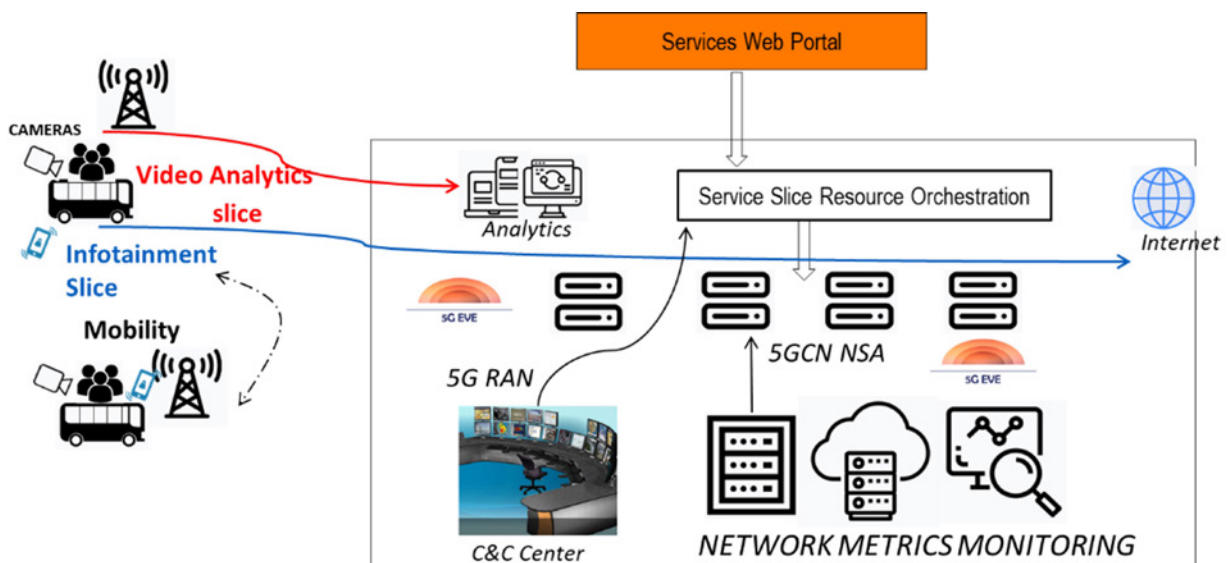 Services Web Portal
CAMERAS
Video Analytics
slice
Analytics
Service Slice Resource Orchestration
Internet
Infotainment
Slice
5G EVE
Mobility
5G RAN
5GCN NSA
5G EVE
C&C Center
NETWORK METRICS MONITORING